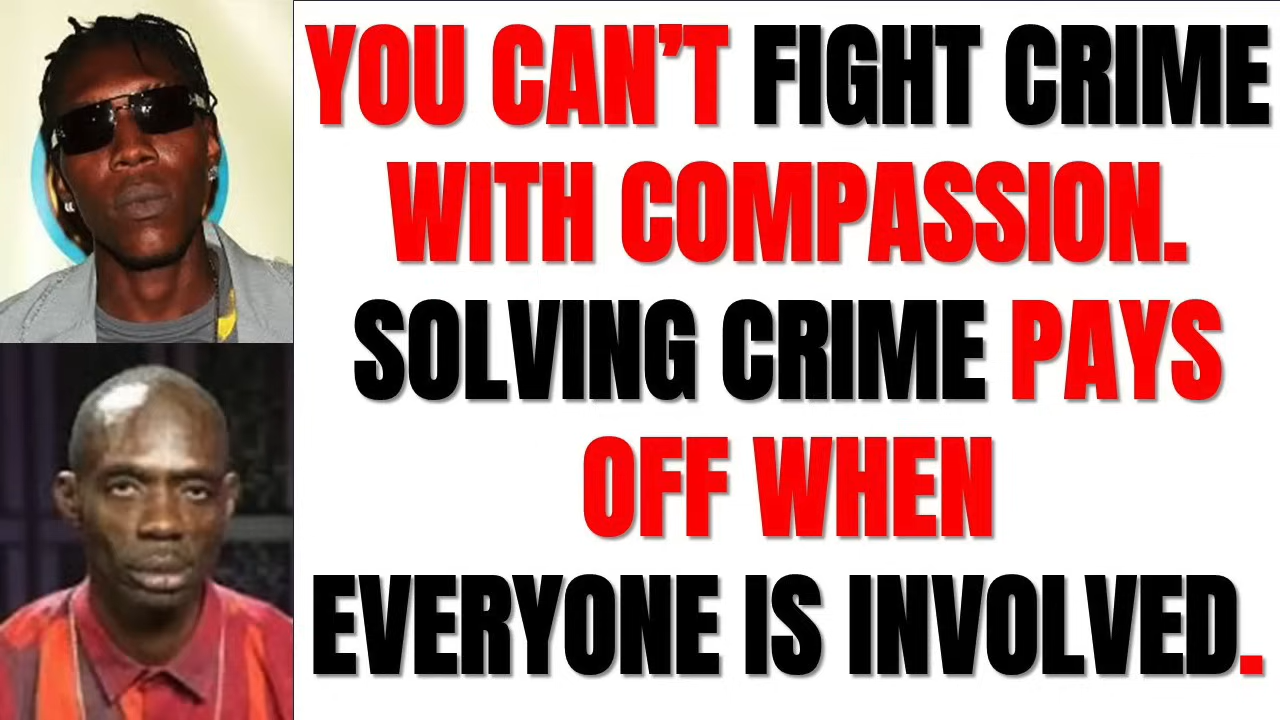 YOU CAN’T FIGHT CRIME
WITH COMPASSION.
SOLVING CRIME PAYS
OFF WHEN
EVERYONE IS INVOLVED.